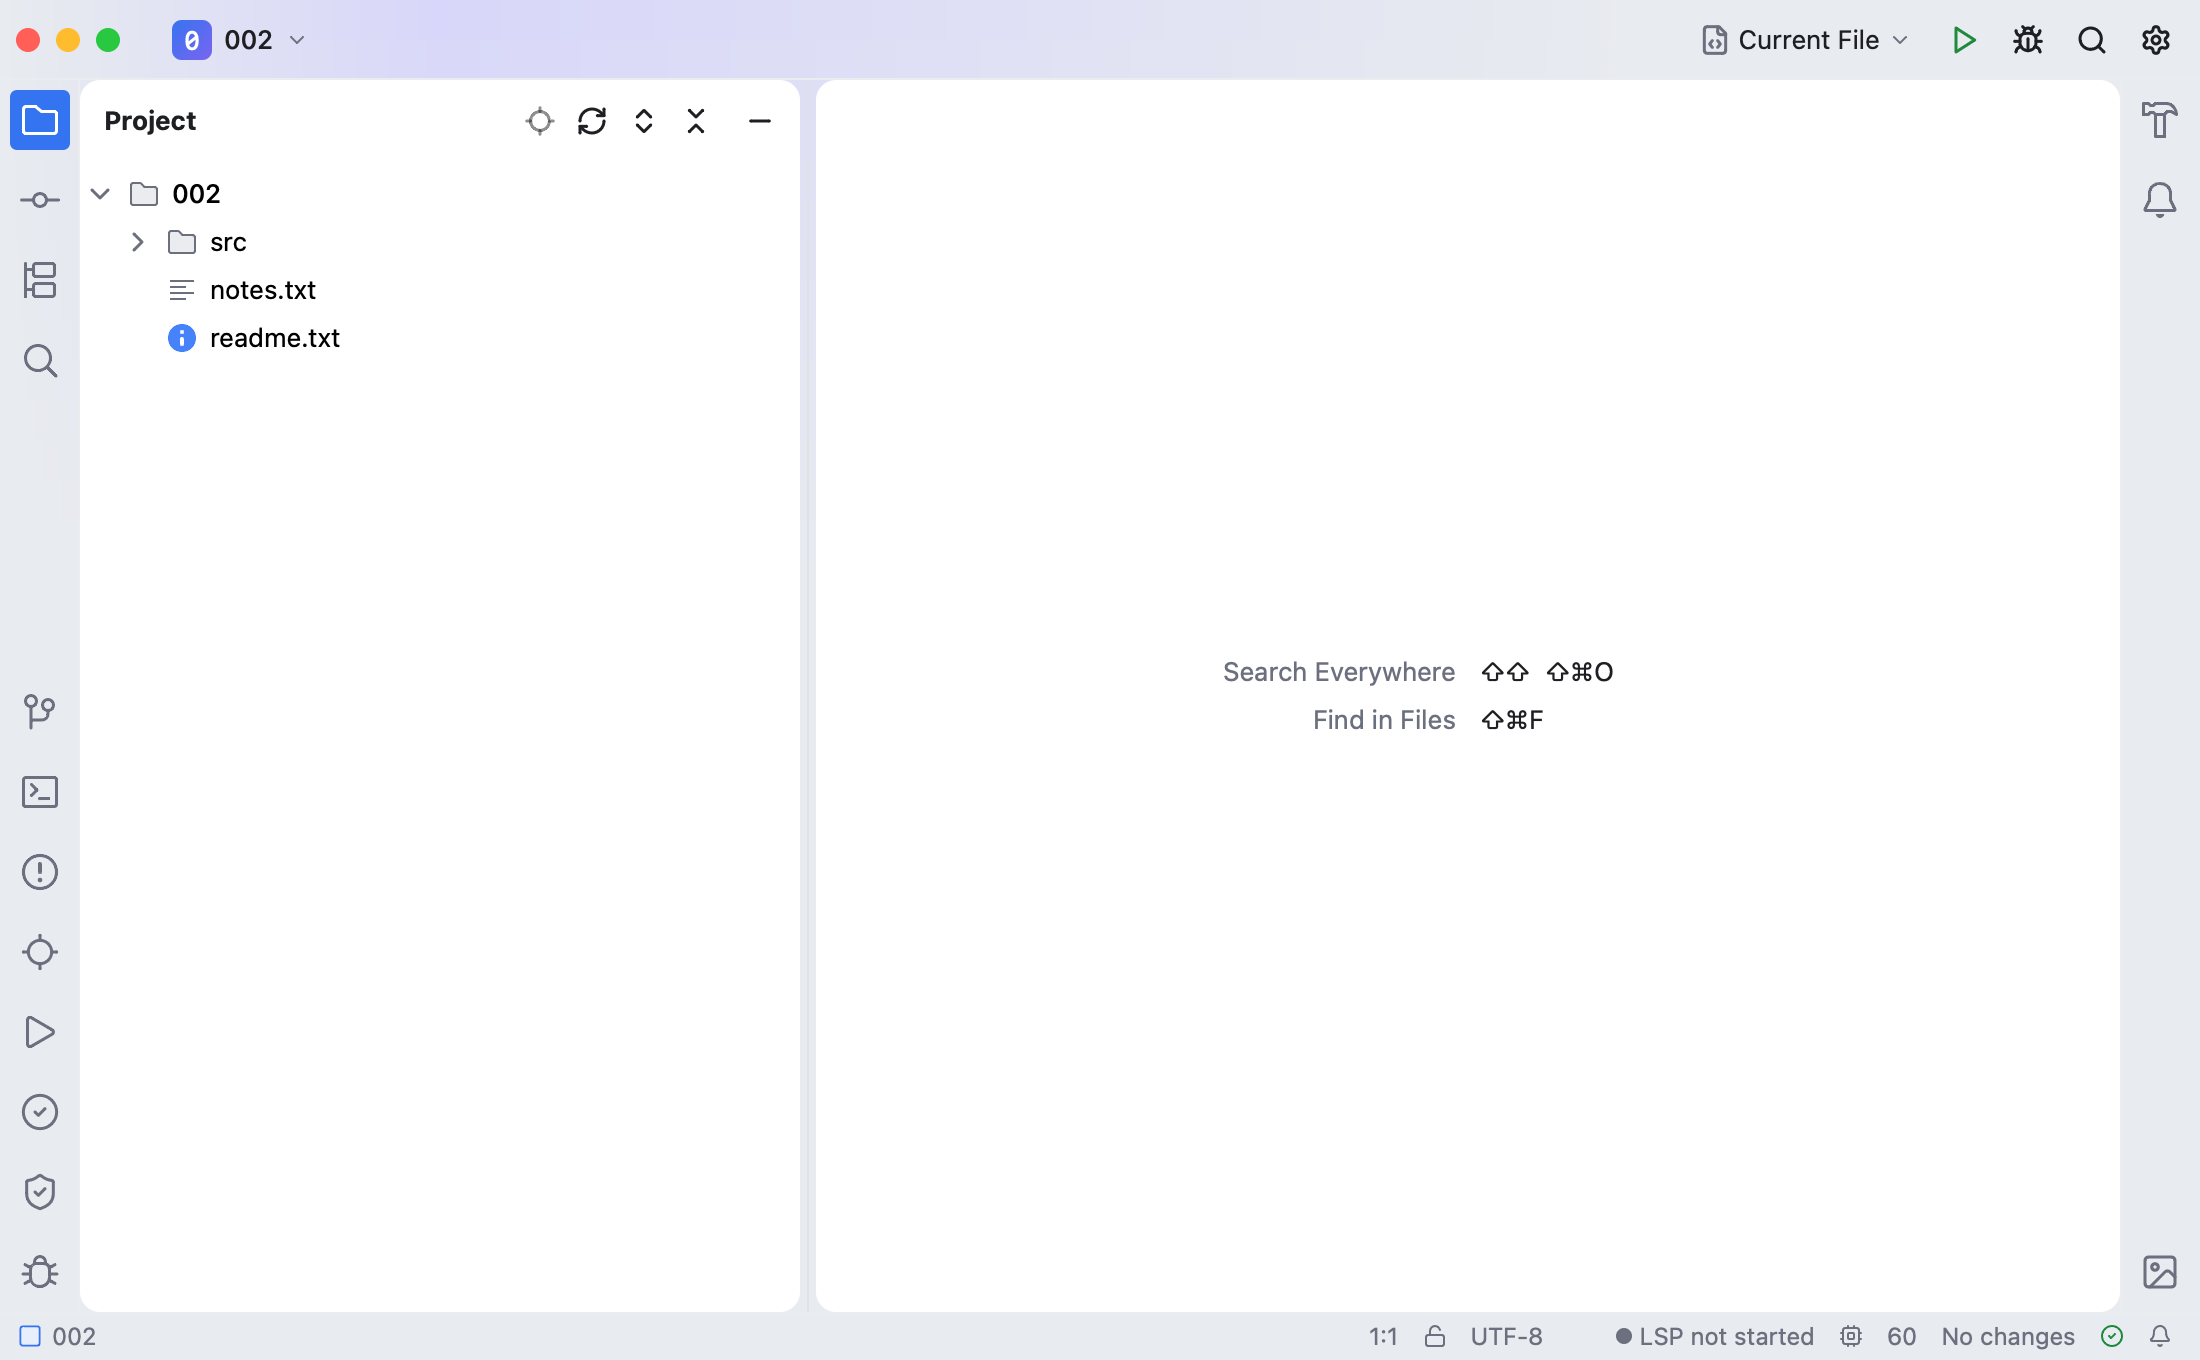 0 002
Current File
Project
002
src
notes.txt
readme.txt
Search Everywhere ⇧⇧ ⇧⌘O
Find in Files ⇧⌘F
002
1:1
UTF-8
LSP not started
60
No changes